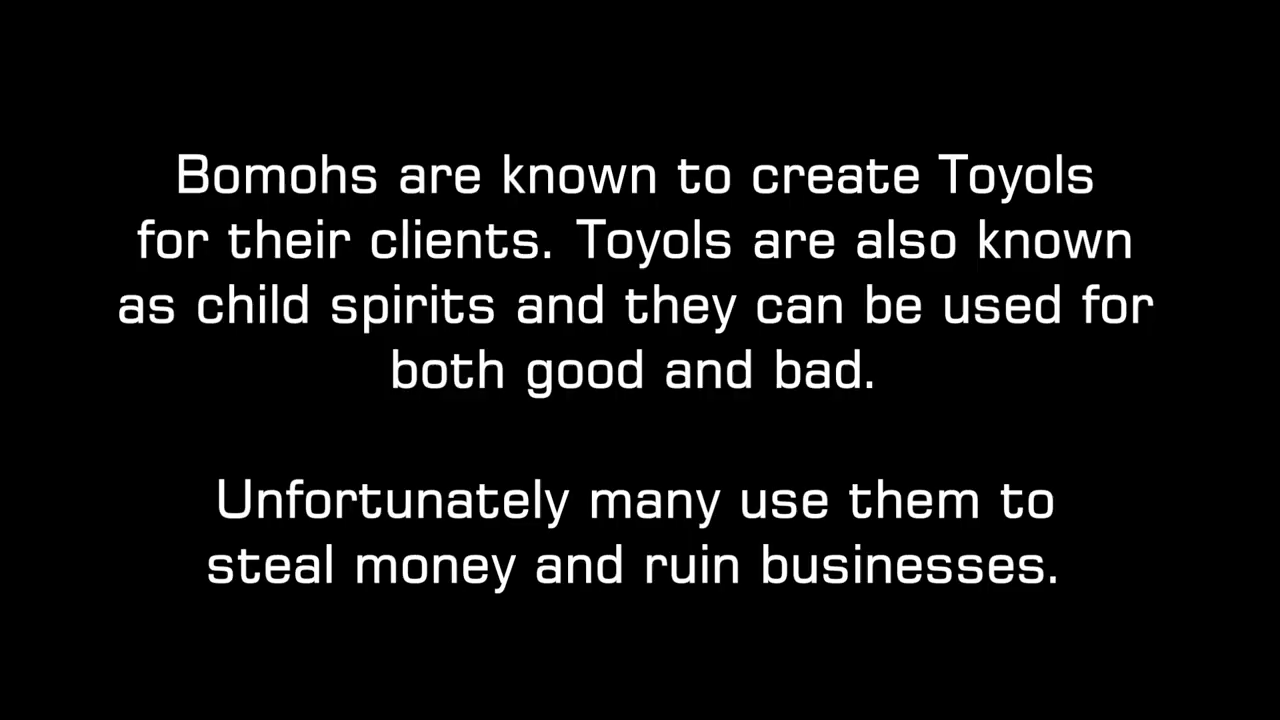 Bomohs are known to create Toyols
for their clients. Toyols are also known
as child spirits and they can be used for
both good and bad.
Unfortunately many use them to
steal money and ruin businesses.